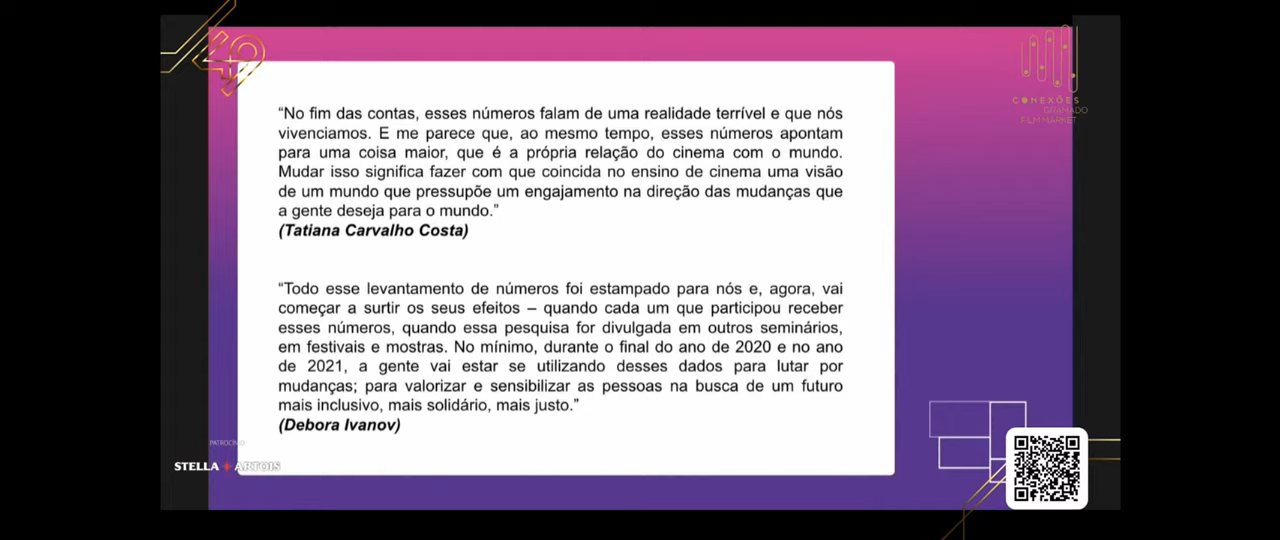 49
CONEXÕES
GRAMADO
FILM MARKET
“No fim das contas, esses números falam de uma realidade terrível e que nós
vivenciamos. E me parece que, ao mesmo tempo, esses números apontam
para uma coisa maior, que é a própria relação do cinema com o mundo.
Mudar isso significa fazer com que coincida no ensino de cinema uma visão
de um mundo que pressupõe um engajamento na direção das mudanças que
a gente deseja para o mundo.”
(Tatiana Carvalho Costa)
“Todo esse levantamento de números foi estampado para nós e, agora, vai
começar a surtir os seus efeitos – quando cada um que participou receber
esses números, quando essa pesquisa for divulgada em outros seminários,
em festivais e mostras. No mínimo, durante o final do ano de 2020 e no ano
de 2021, a gente vai estar se utilizando desses dados para lutar por
mudanças; para valorizar e sensibilizar as pessoas na busca de um futuro
mais inclusivo, mais solidário, mais justo.”
(Debora Ivanov)
PATROCÍNIO
STELLA ARTOIS